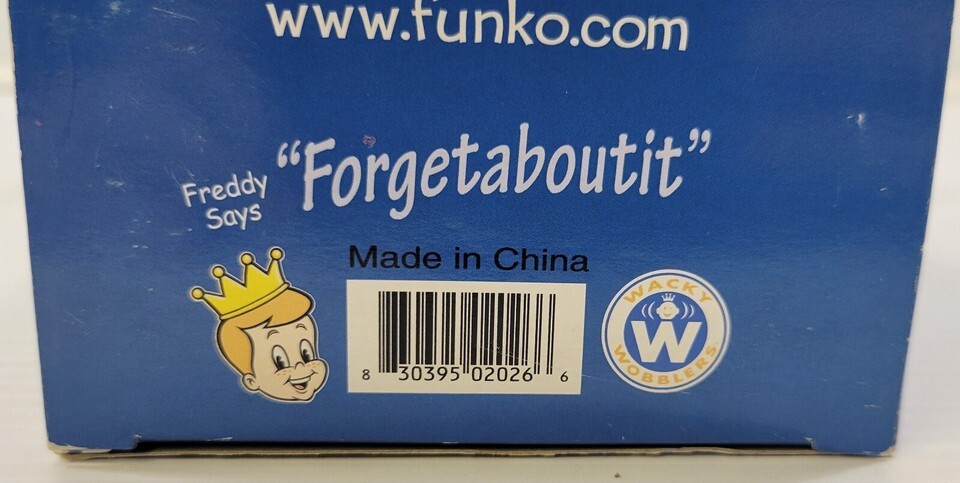 www.funko.com
Freddy Says
"Forgetaboutit"
Made in China
8 30395 02026 6
WACKY
W
WOBBLERS